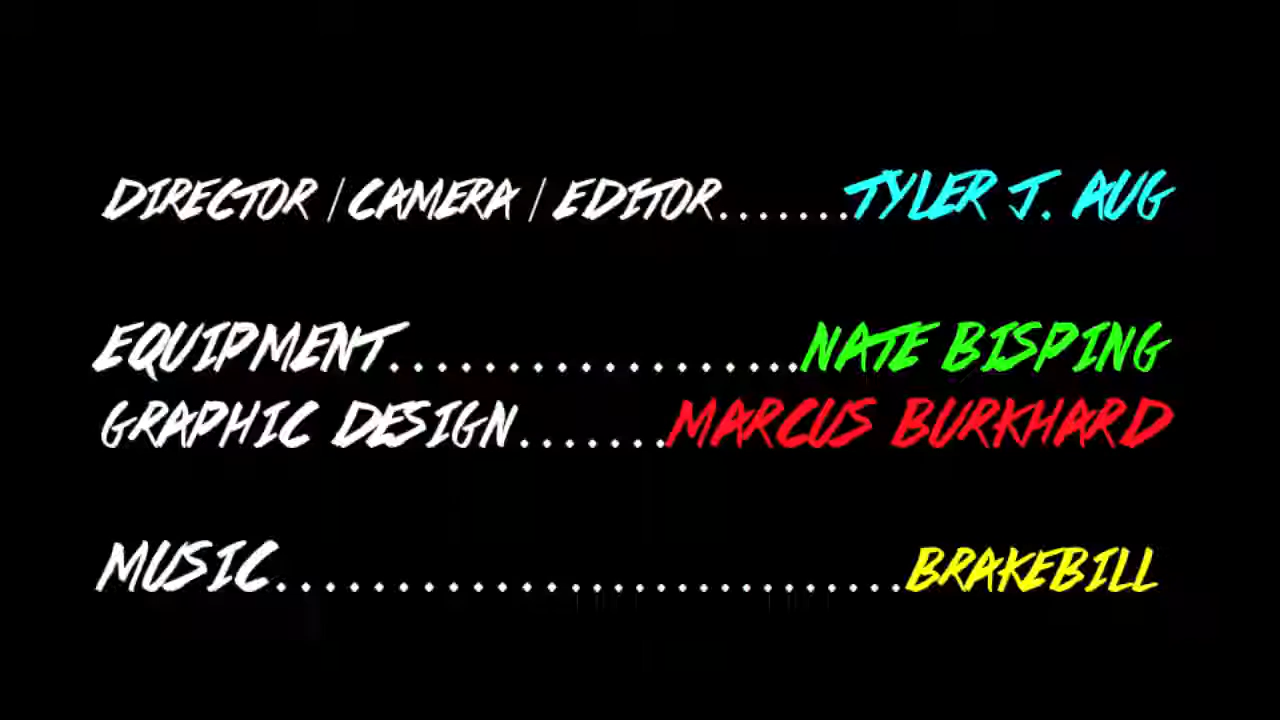 DIRECTOR / CAMERA / EDITOR.......TYLER J. AUG
EQUIPMENT.....................NATE BISPING
GRAPHIC DESIGN.......MARCUS BURKHARD
MUSIC................................BRAKEBILL